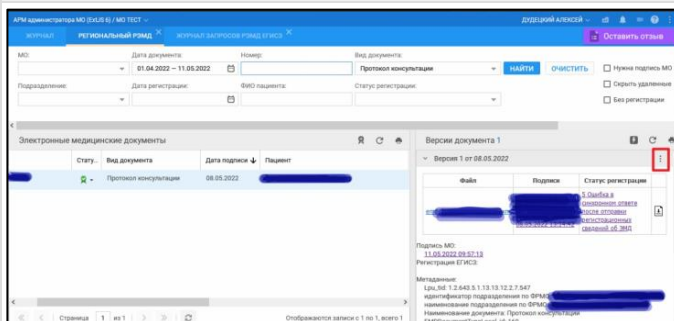 АРМ администратора МО (ExtJS 6) / МО ТЕСТ
ДУДЕЦКИЙ АЛЕКСЕЙ
ЖУРНАЛ
РЕГИОНАЛЬНЫЙ РЭМД
ЖУРНАЛ ЗАПРОСОВ РЭМД ЕГИСЗ
Оставить отзыв
МО:
Дата документа:
Номер:
Вид документа:
01.04.2022 – 11.05.2022
Протокол консультации
НАЙТИ
ОЧИСТИТЬ
Нужна подпись МО
Подразделение:
Дата регистрации:
ФИО пациента:
Статус регистрации:
Скрыть удаленные
Без регистрации
Электронные медицинские документы
Стату...
Вид документа
Дата подписи
Пациент
Протокол консультации
08.05.2022
Страница 1 из 1
Отображаются записи с 1 по 1, всего 1
Версии документа 1
Версия 1 от 08.05.2022
Файл
Подписи
Статус регистрации
5 Ошибка в
синхронном ответе
после отправки
регистрационных
сведений об ЭМД
Подпись МО:
11.05.2022 09:57:13
Регистрация ЕГИСЗ:
Метаданные:
Lpu_tid: 1.2.643.5.1.13.13.12.2.7.547
идентификатор подразделения по ФРМО
наименование подразделения по ФРМО
Наименование документа: Протокол консультации